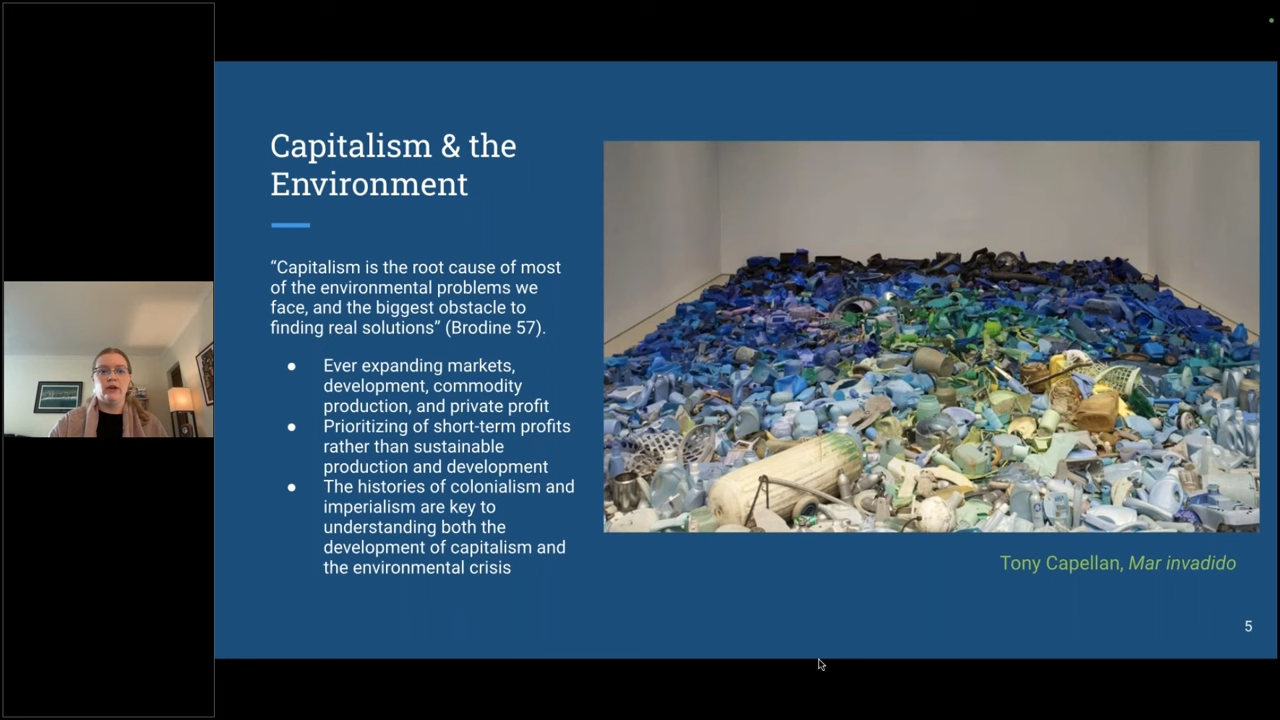 Capitalism & the
Environment
“Capitalism is the root cause of most
of the environmental problems we
face, and the biggest obstacle to
finding real solutions” (Brodine 57).
● Ever expanding markets,
development, commodity
production, and private profit
● Prioritizing of short-term profits
rather than sustainable
production and development
● The histories of colonialism and
imperialism are key to
understanding both the
development of capitalism and
the environmental crisis
Tony Capellan, Mar invadido
5